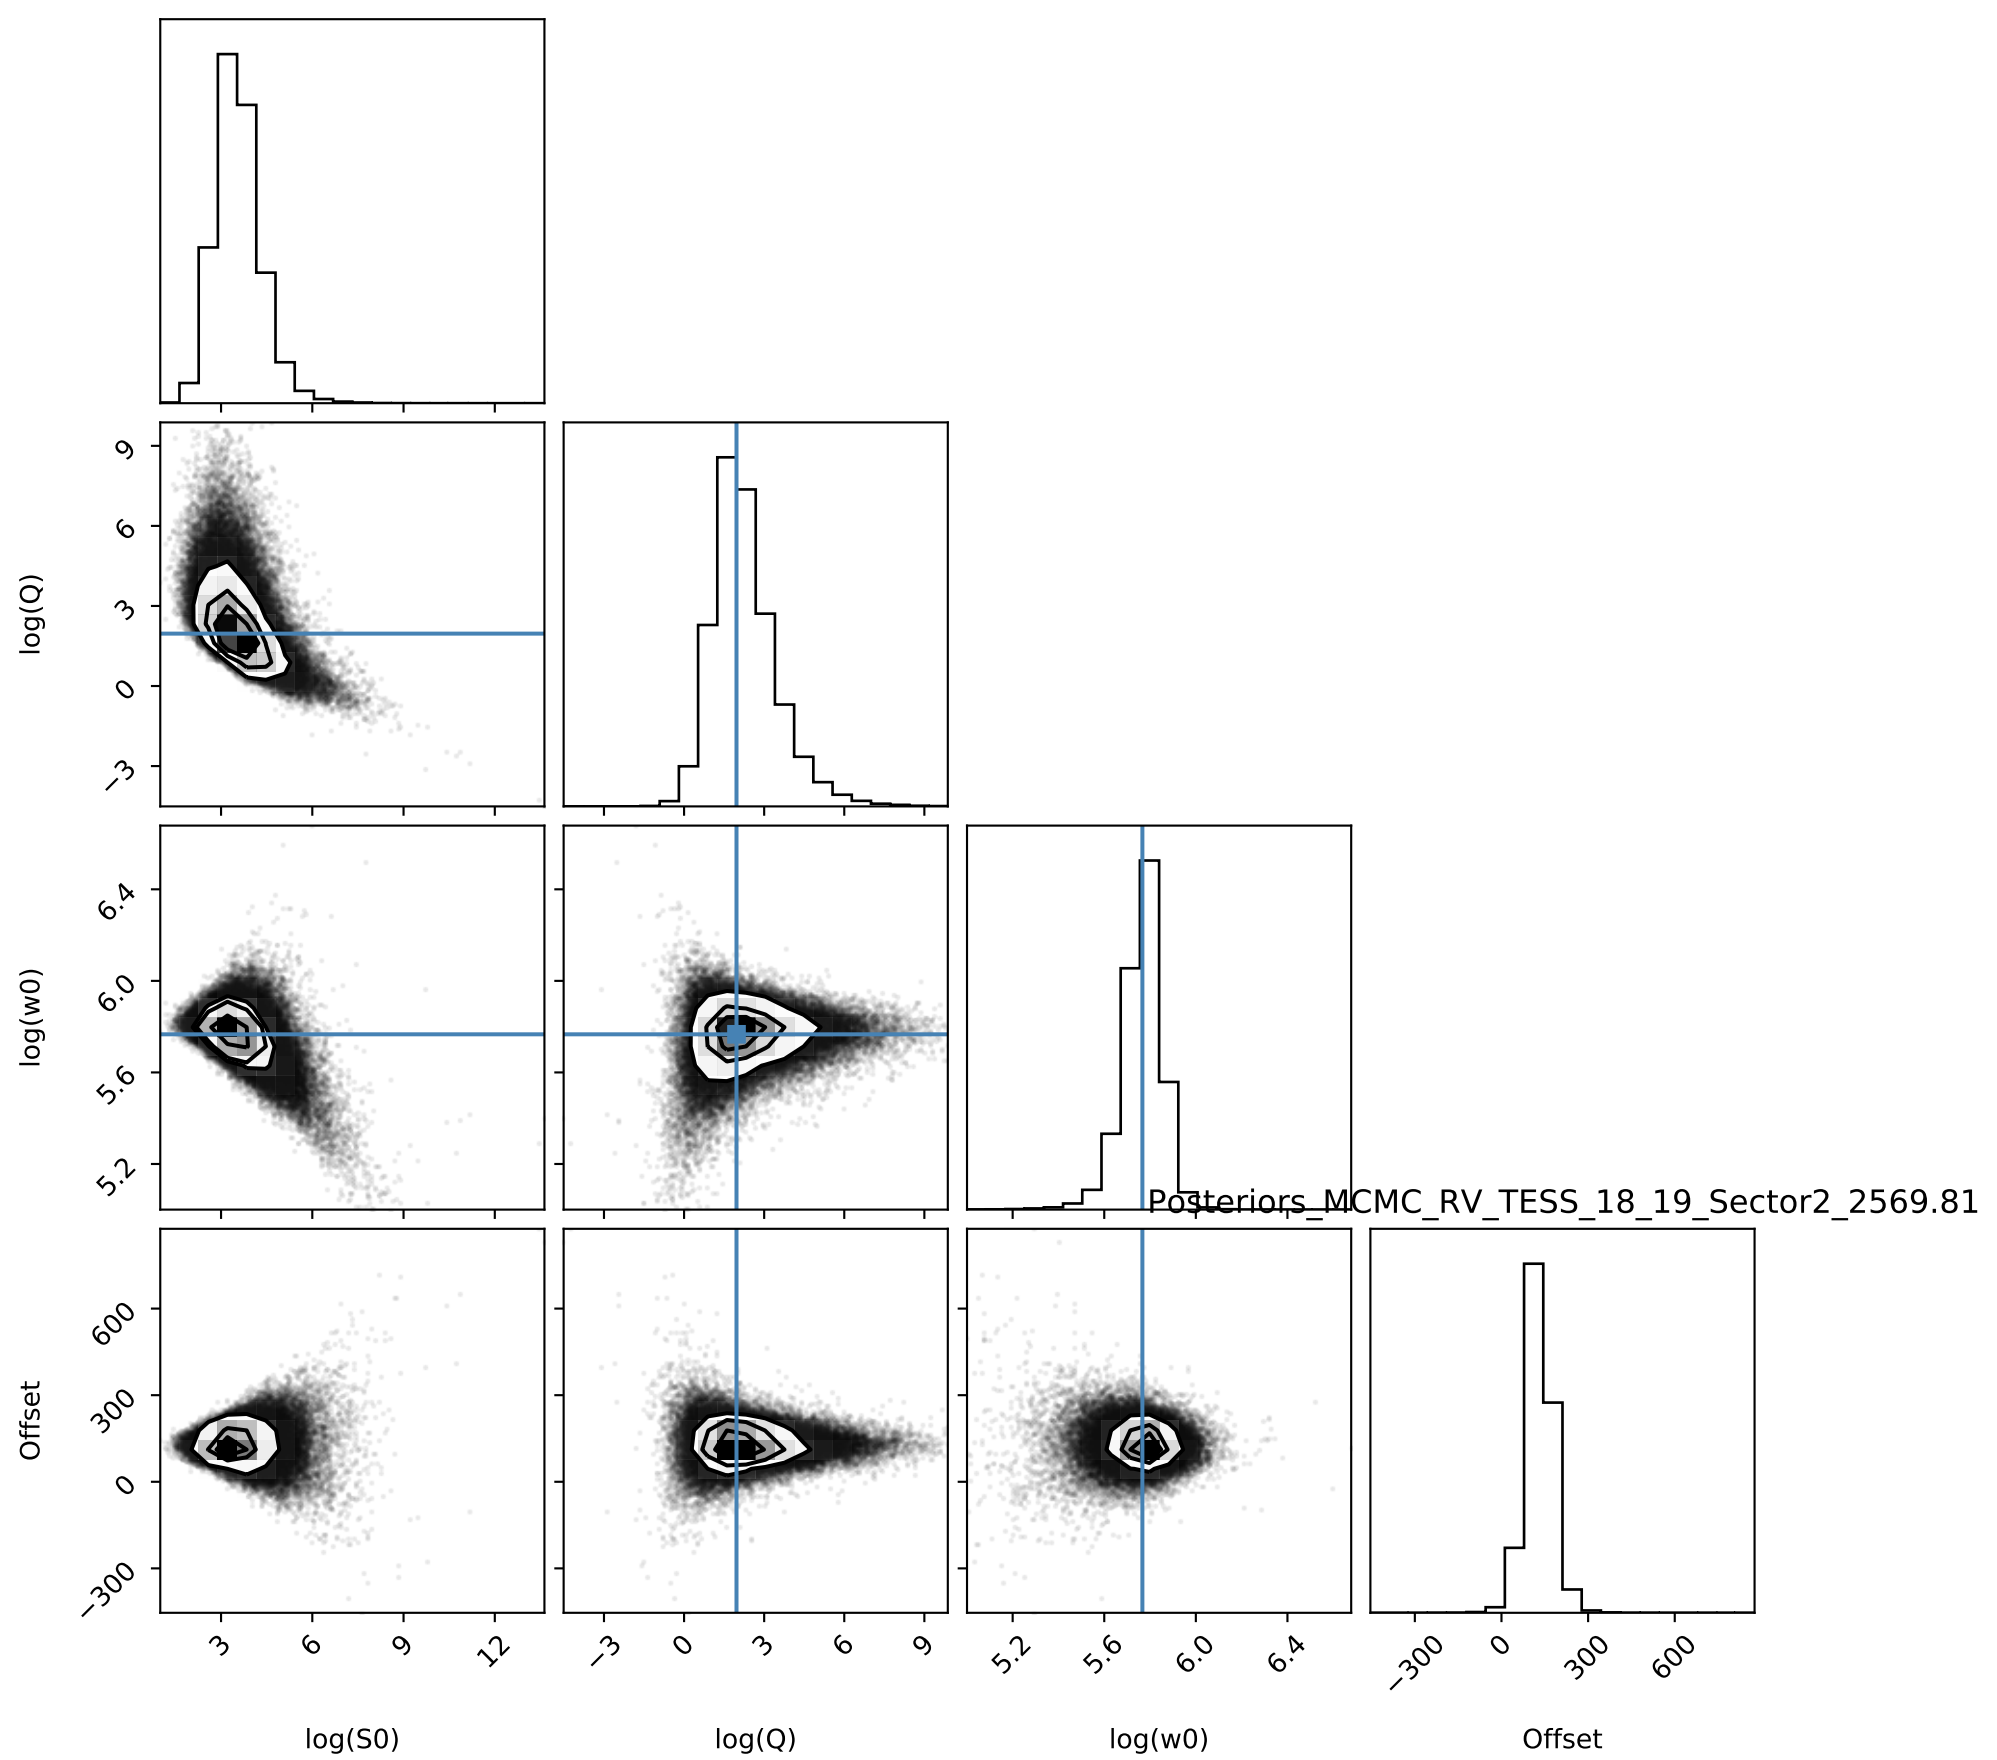 9
6
3
0
−3
log(Q)
6.4
6.0
5.6
5.2
log(w0)
Posteriors_MCMC_RV_TESS_18_19_Sector2_2569.81
600
300
0
−300
Offset
3 6 9 12
−3 0 3 6 9
5.2 5.6 6.0 6.4
−300 0 300 600
log(S0) log(Q) log(w0) Offset